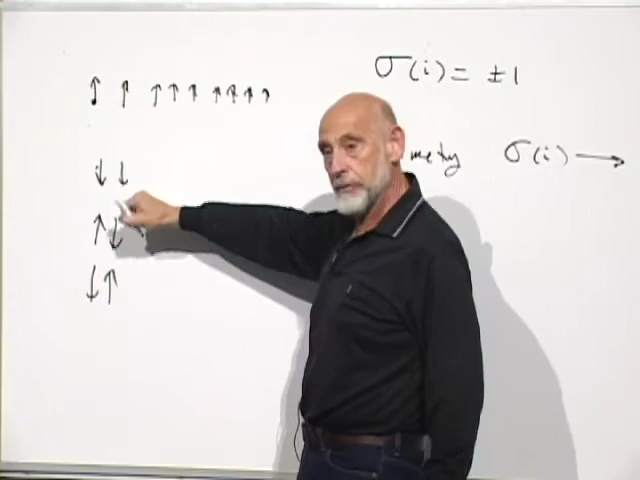 ↑ ↑ ↑ ↑ ↑ ↑ ↑ ↑ ↑
σ(i) = ±1
↓ ↓
metry σ(i) →
↑ ↓
↓ ↑